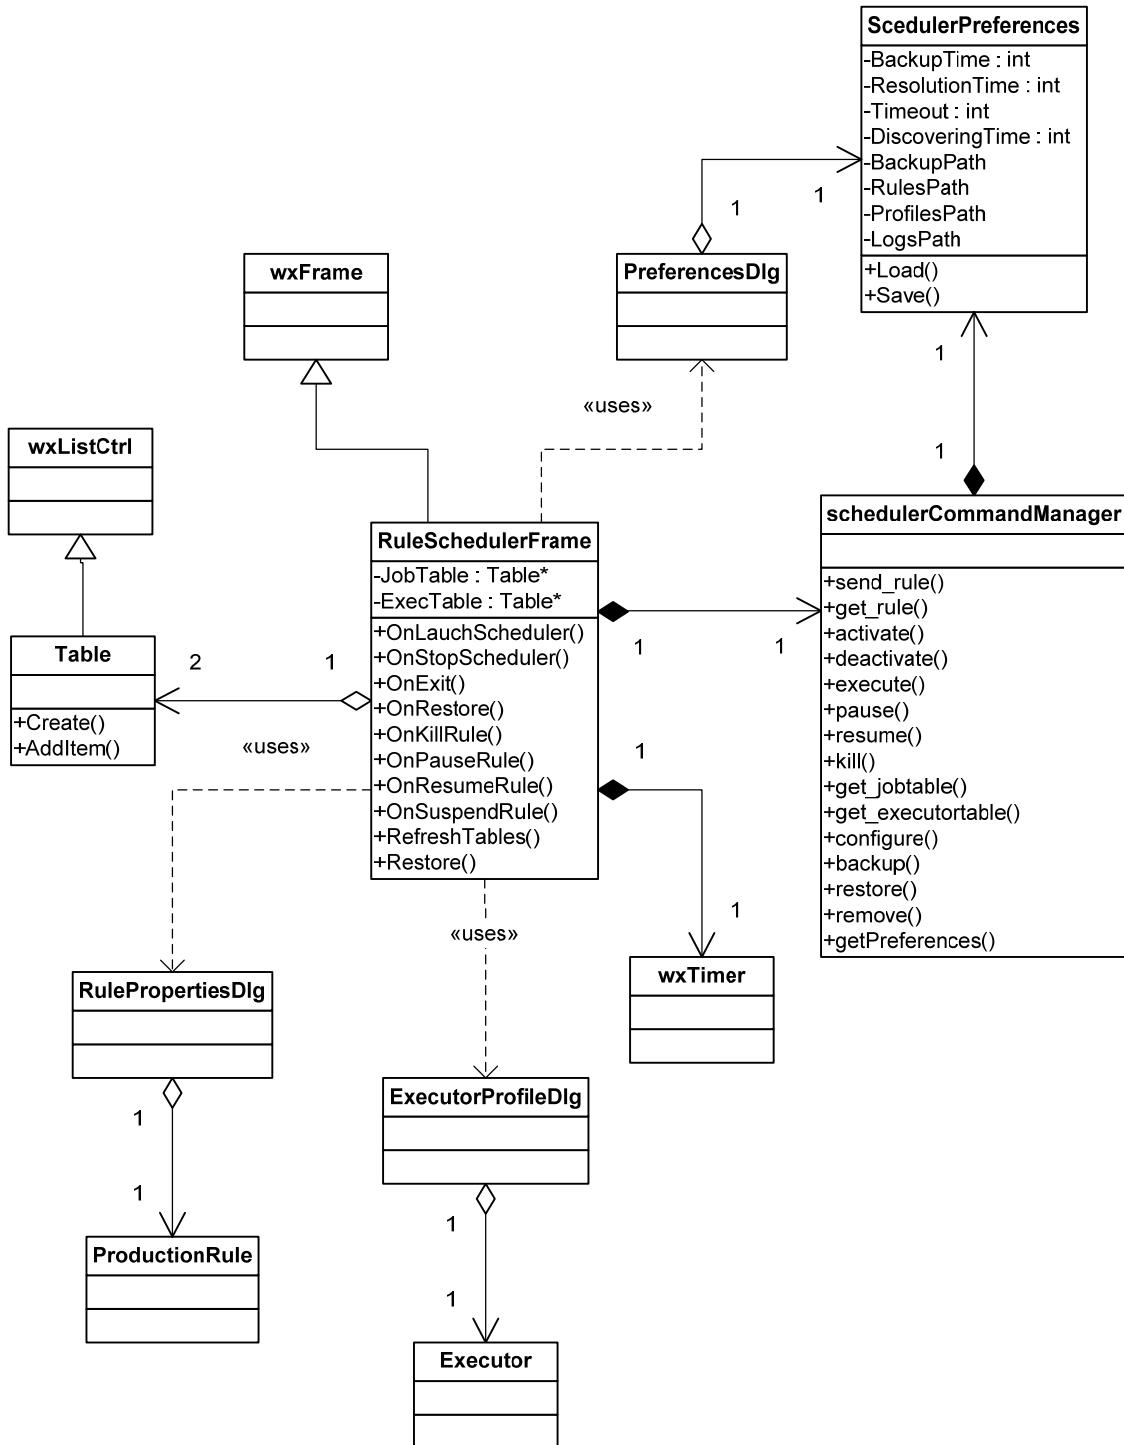 ScedulerPreferences
-BackupTime : int
-ResolutionTime : int
-Timeout : int
-DiscoveringTime : int
-BackupPath
-RulesPath
-ProfilesPath
-LogsPath
+Load()
+Save()
1
1
PreferencesDlg
wxFrame
«uses»
1
1
wxListCtrl
schedulerCommandManager
+send_rule()
+get_rule()
+activate()
+deactivate()
+execute()
+pause()
+resume()
+kill()
+get_jobtable()
+get_executortable()
+configure()
+backup()
+restore()
+remove()
+getPreferences()
RuleSchedulerFrame
-JobTable : Table*
-ExecTable : Table*
+OnLauchScheduler()
+OnStopScheduler()
+OnExit()
+OnRestore()
+OnKillRule()
+OnPauseRule()
+OnResumeRule()
+OnSuspendRule()
+RefreshTables()
+Restore()
1
1
Table
+Create()
+AddItem()
2
1
«uses»
1
1
«uses»
wxTimer
RulePropertiesDlg
1
1
ProductionRule
ExecutorProfileDlg
1
1
Executor